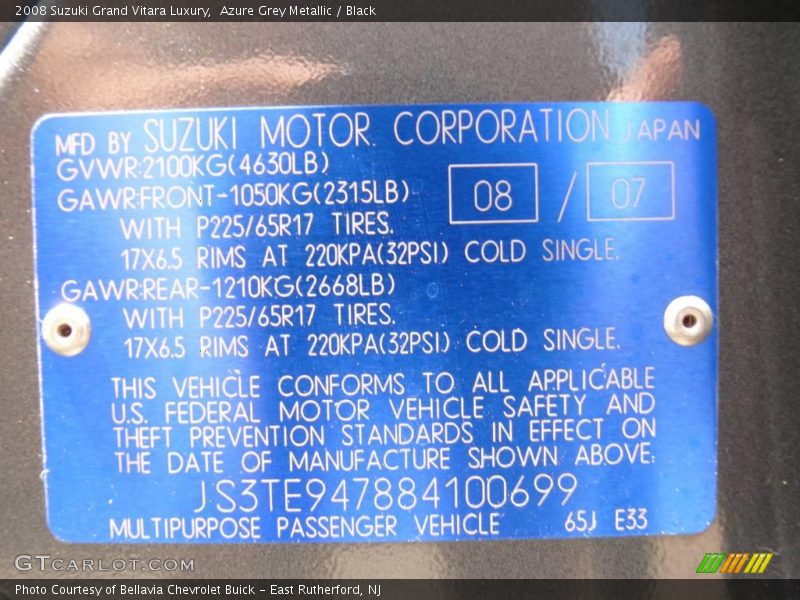 2008 Suzuki Grand Vitara Luxury,  Azure Grey Metallic / Black
MFD BY SUZUKI MOTOR CORPORATION JAPAN
GVWR:2100KG(4630LB)
GAWR:FRONT-1050KG(2315LB)
08 / 07
WITH P225/65R17 TIRES.
17X6.5 RIMS AT 220KPA(32PSI) COLD SINGLE.
GAWR:REAR-1210KG(2668LB)
WITH P225/65R17 TIRES.
17X6.5 RIMS AT 220KPA(32PSI) COLD SINGLE.
THIS VEHICLE CONFORMS TO ALL APPLICABLE
U.S. FEDERAL MOTOR VEHICLE SAFETY AND
THEFT PREVENTION STANDARDS IN EFFECT ON
THE DATE OF MANUFACTURE SHOWN ABOVE.
JS3TE947884100699
MULTIPURPOSE PASSENGER VEHICLE 65J E33
GTCARLOT.COM
Photo Courtesy of Bellavia Chevrolet Buick - East Rutherford, NJ